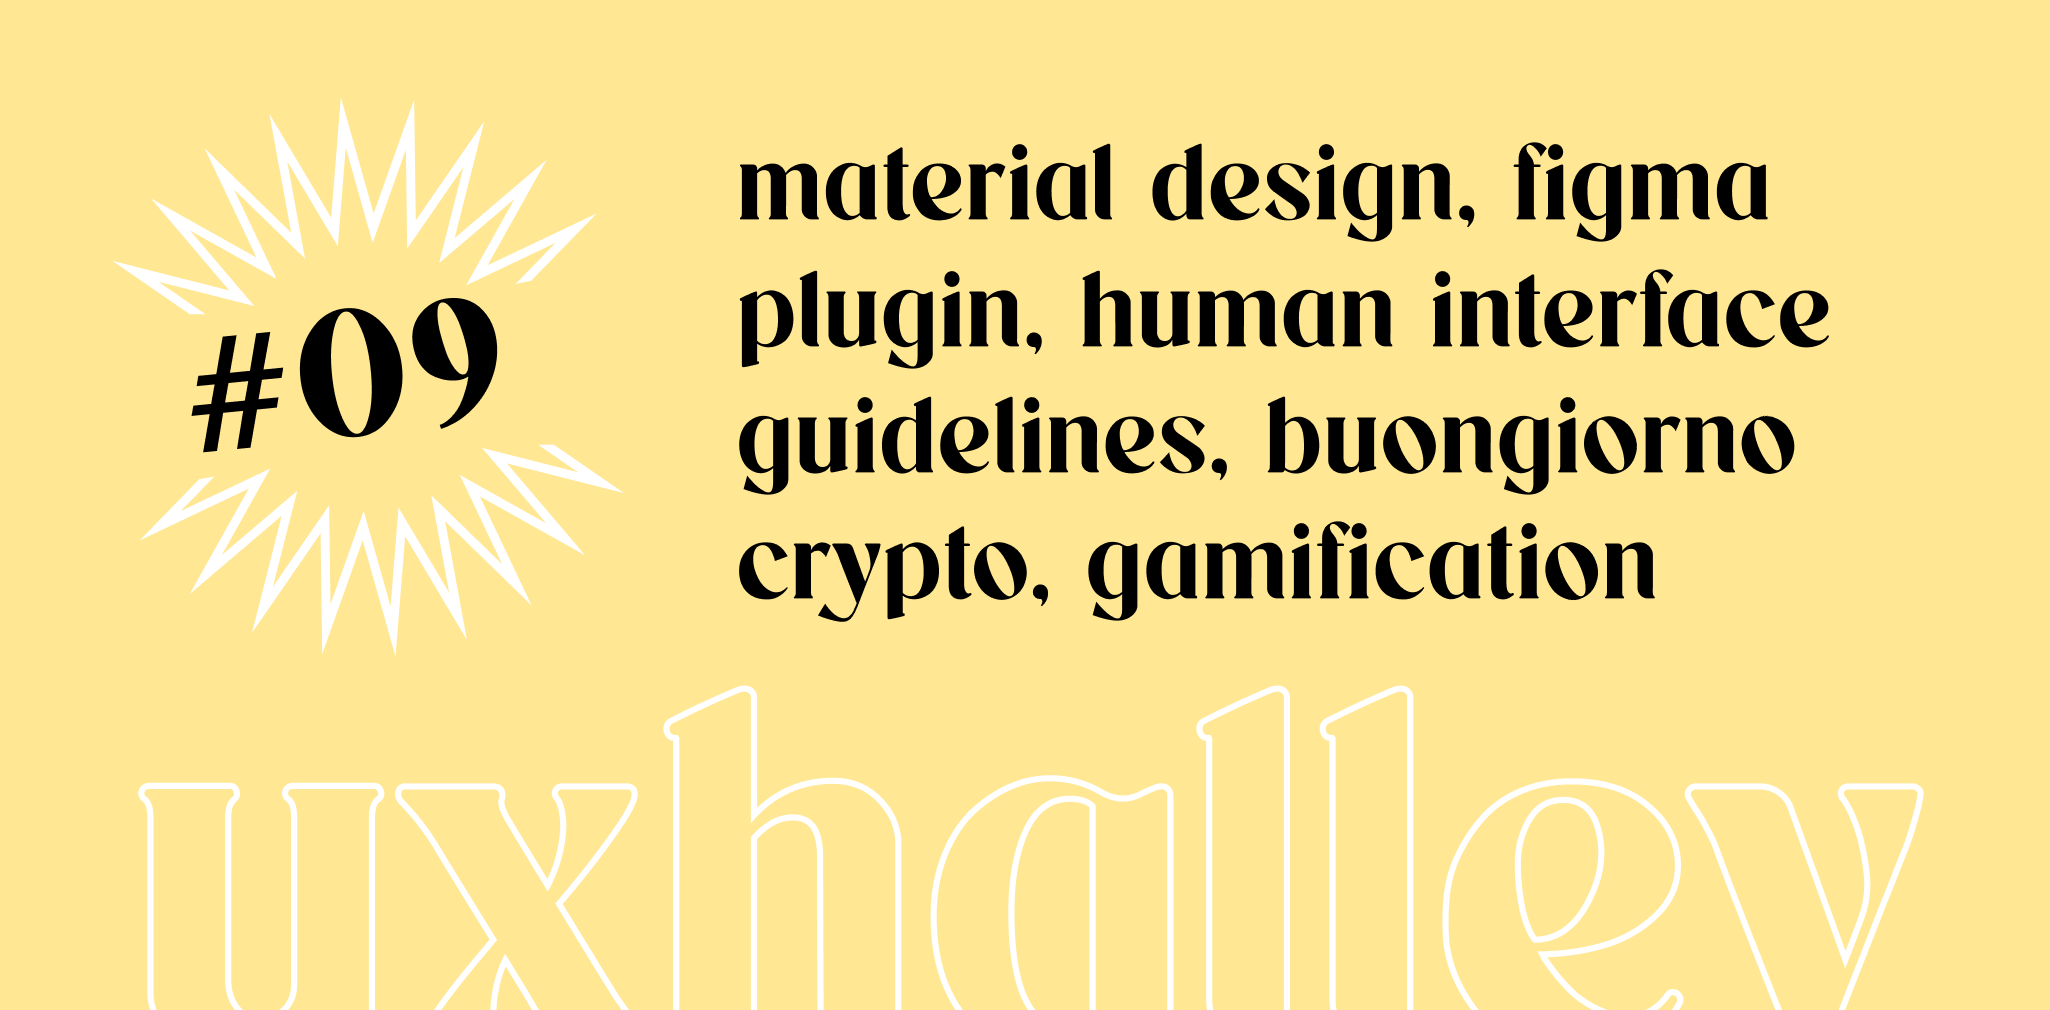 #09
material design, figma
plugin, human interface
guidelines, buongiorno
crypto, gamification
uxhalley